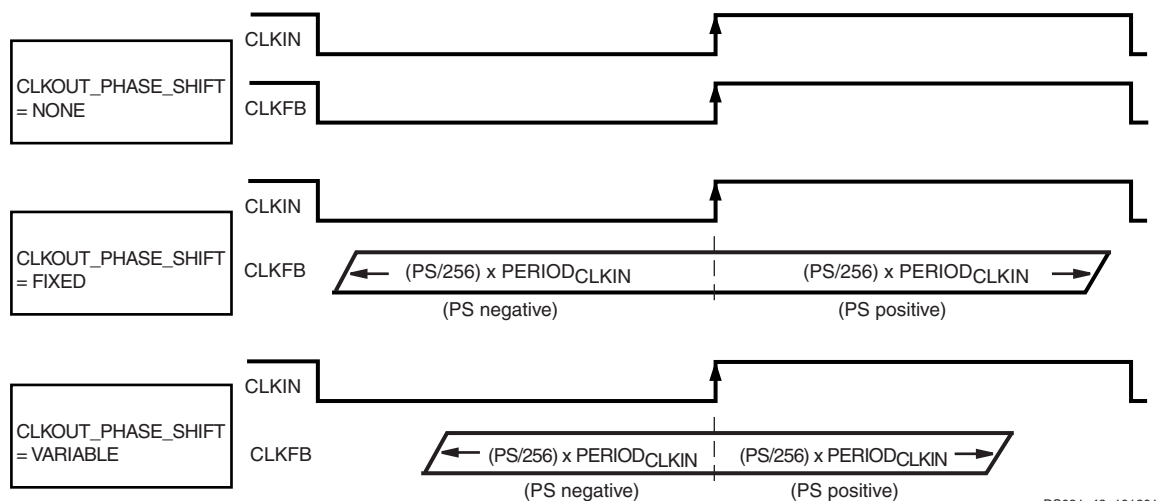 CLKIN
CLKOUT_PHASE_SHIFT
= NONE
CLKFB
CLKIN
CLKOUT_PHASE_SHIFT
= FIXED
CLKFB
(PS/256) x PERIODCLKIN
(PS/256) x PERIODCLKIN
(PS negative)
(PS positive)
CLKIN
CLKOUT_PHASE_SHIFT
= VARIABLE
CLKFB
(PS/256) x PERIODCLKIN
(PS/256) x PERIODCLKIN
(PS negative)
(PS positive)